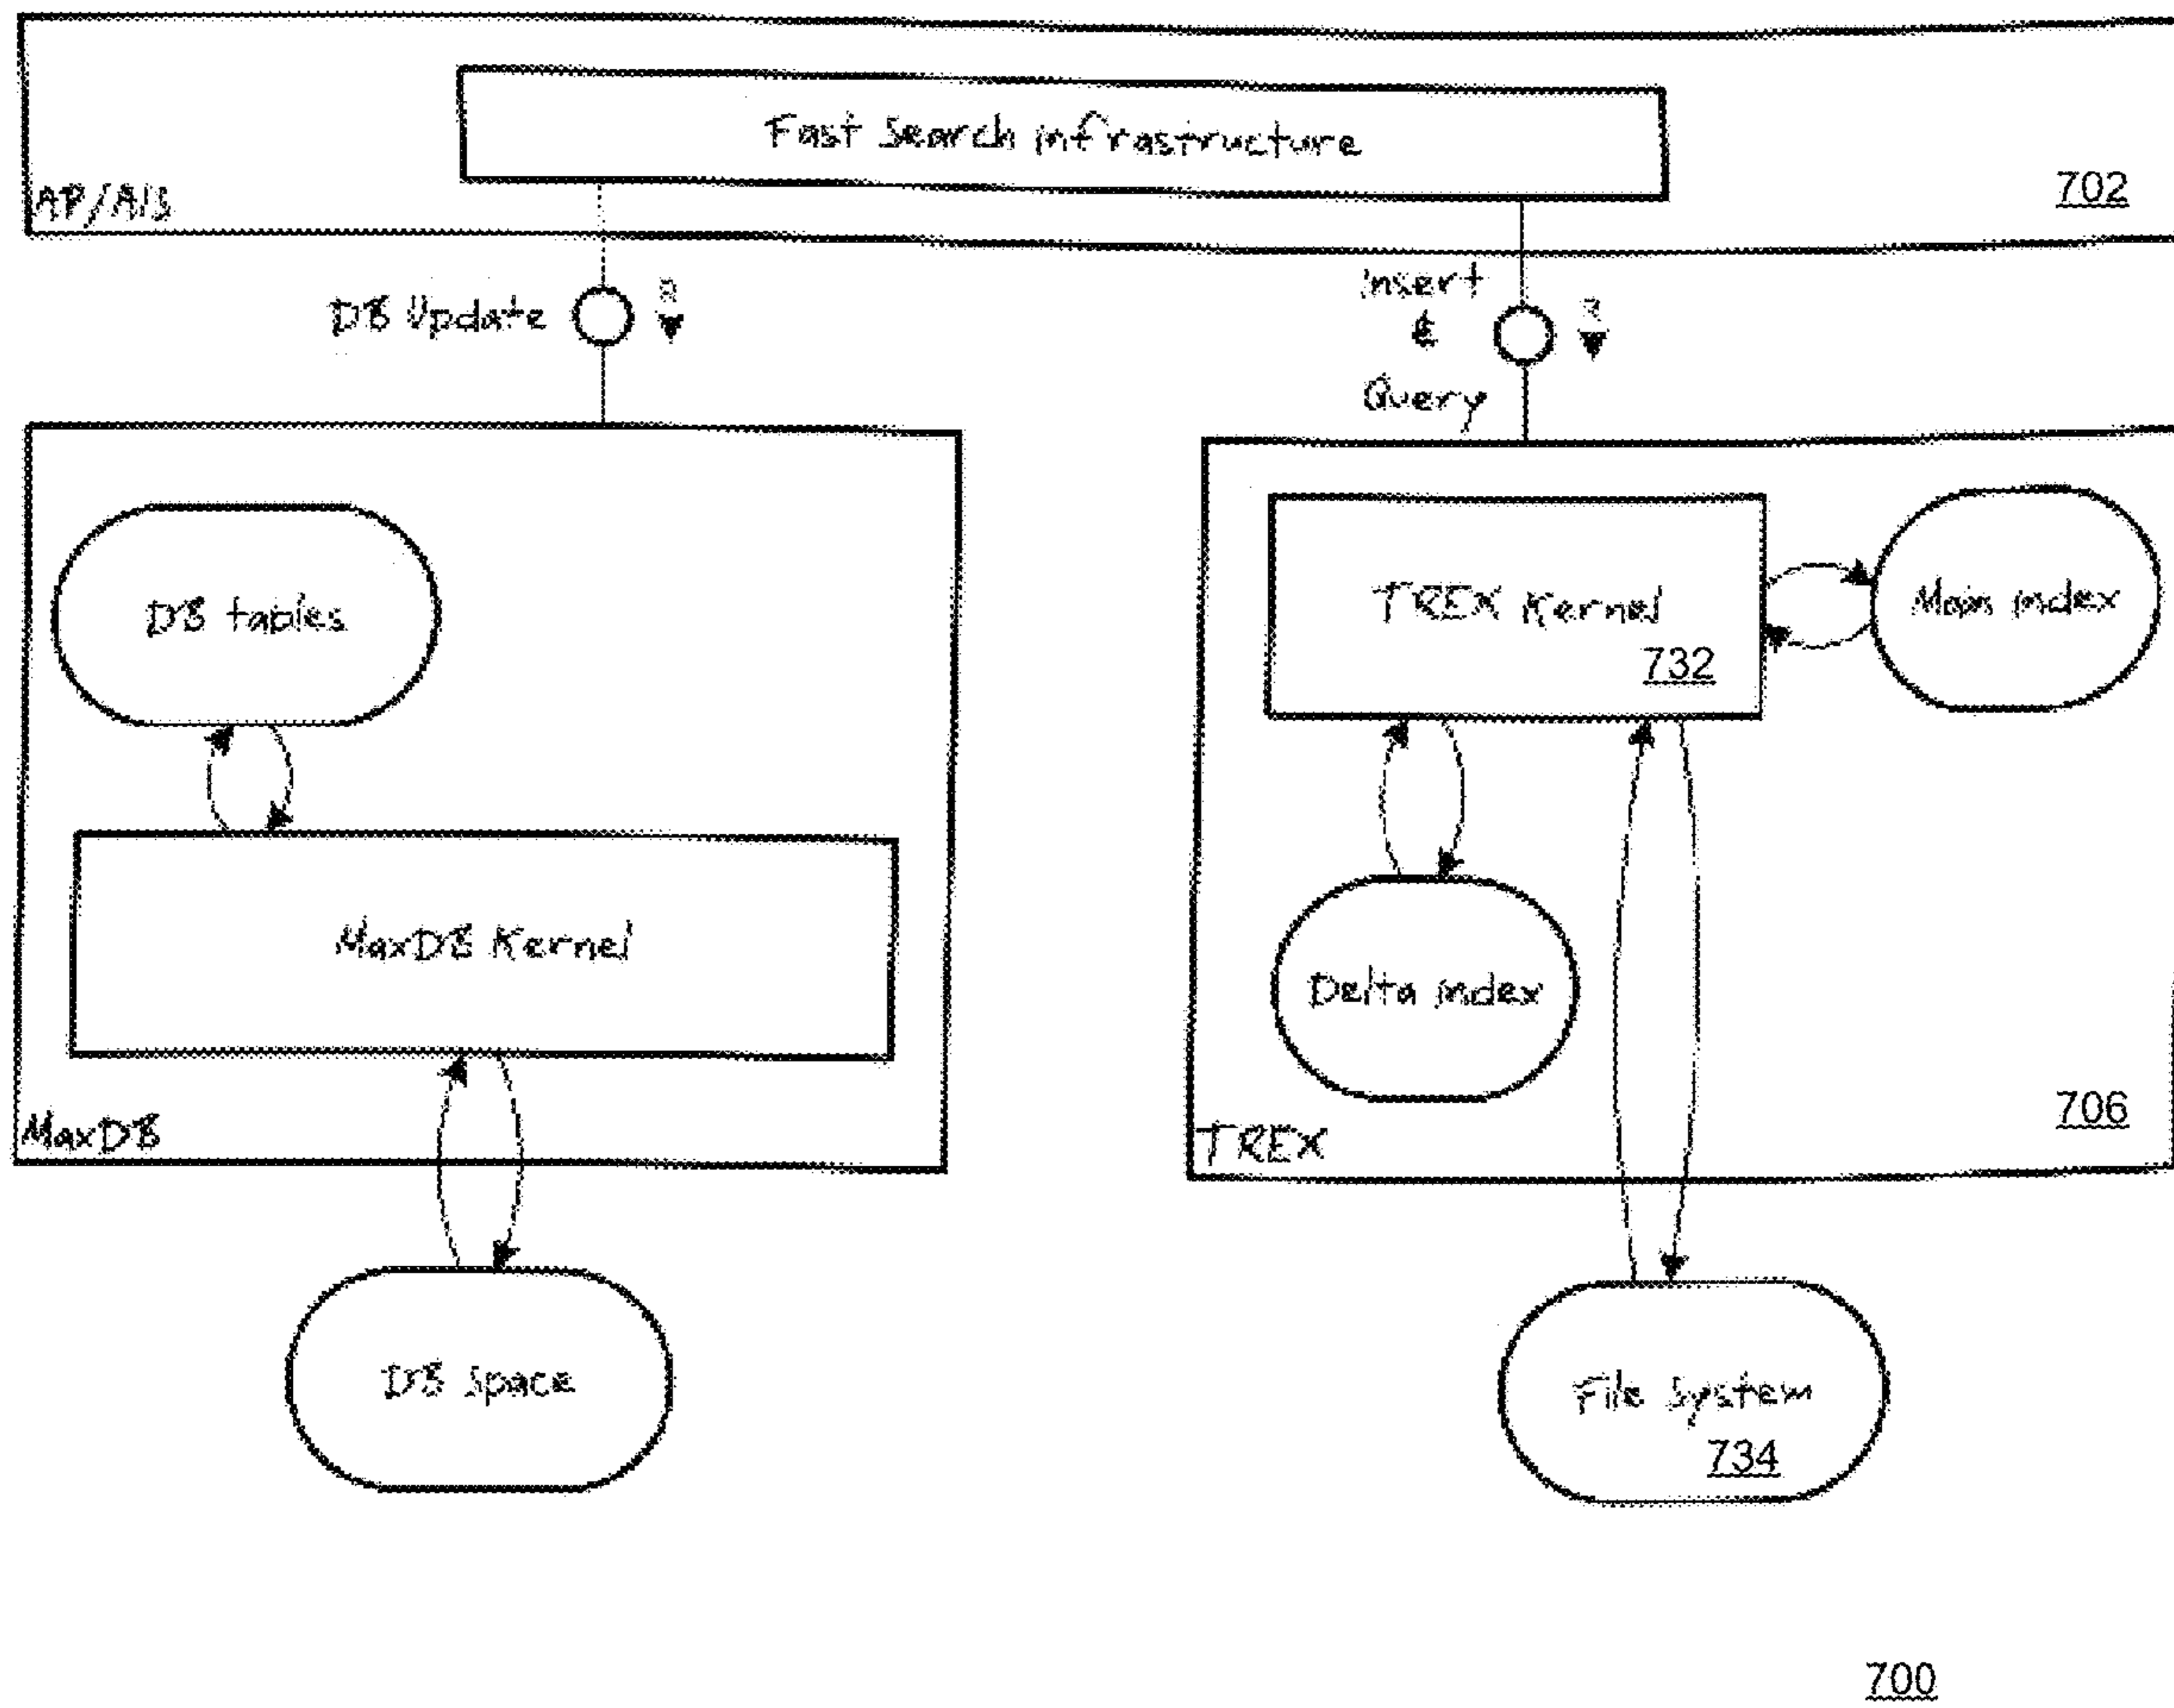 Fast Search infrastructure
AP/A1S
702
DB Update
R
Insert
&
Query
R
DB tables
TREX Kernel
732
Main index
MaxDB Kernel
Delta index
MaxDB
TREX
706
DB Space
File System
734
700